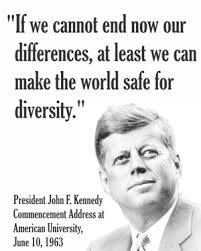 "If we cannot end now our
differences, at least we can
make the world safe for
diversity."
President John F. Kennedy
Commencement Address at
American University,
June 10, 1963